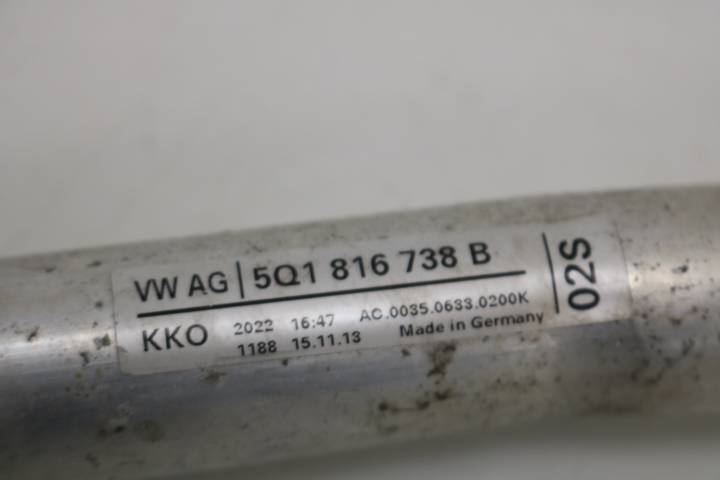 VW AG | 5Q1 816 738 B
KKO
2022 16:47 AC.0035.0633.0200K
1188 15.11.13 Made in Germany
02S